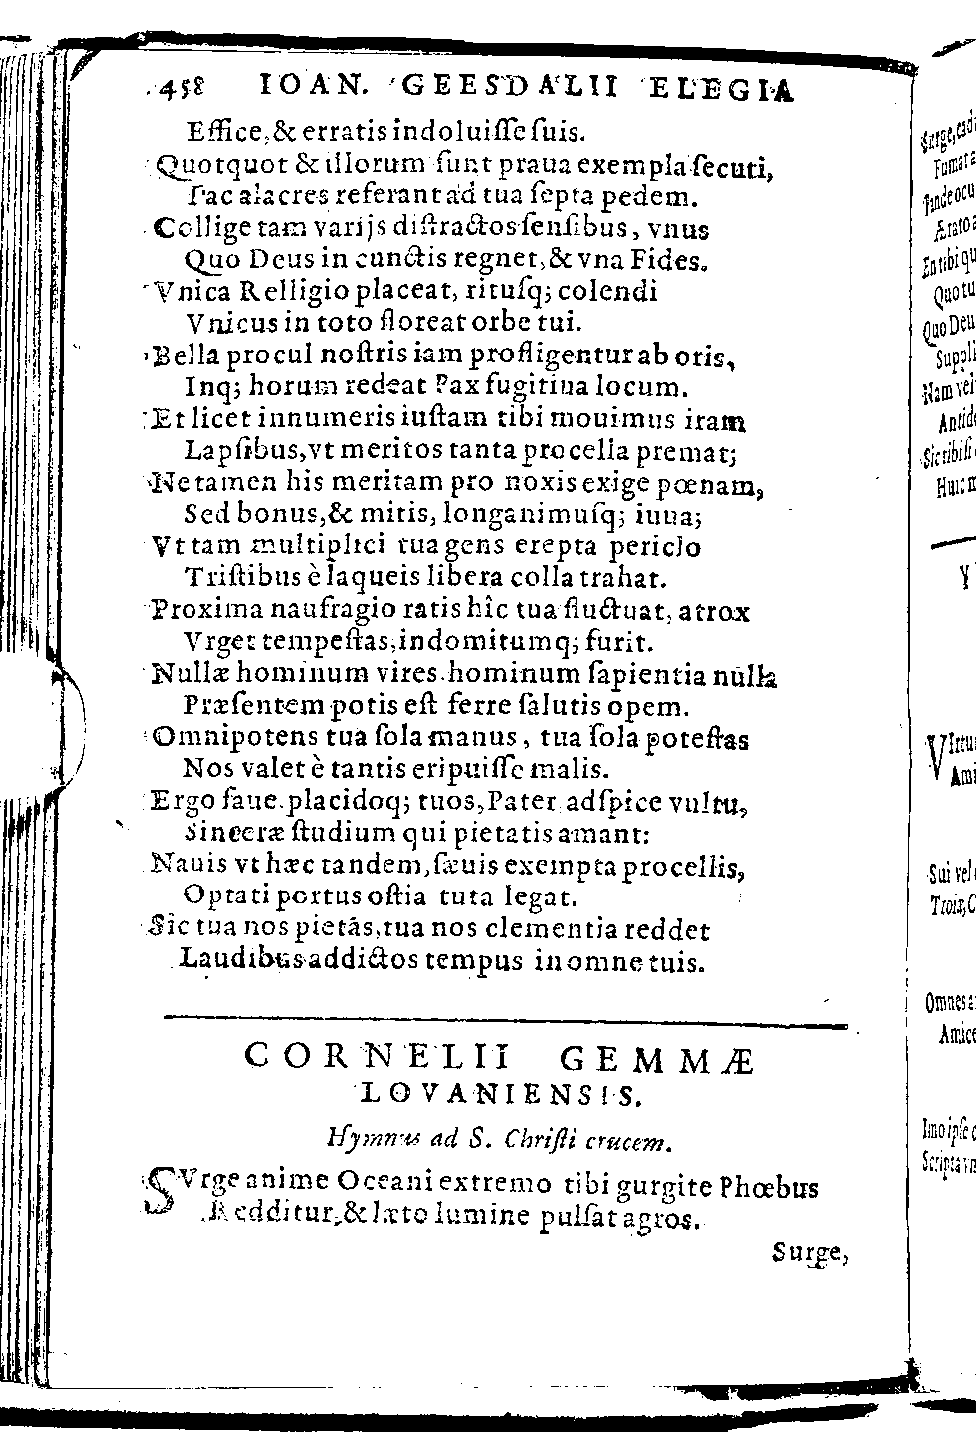 458 IOAN. GEESDALII ELEGIA
Effice, & erratis indoluiſſe ſuis.
Quotquot & illorum ſunt praua exempla ſecuti,
Fac alacres referant ad tua ſepta pedem.
Collige tam varijs diſtractos ſenſibus, vnus
Quo Deus in cunctis regnet, & vna Fides.
Vnica Relligio placeat, rituſq; colendi
Vnicus in toto floreat orbe tui.
Bella procul noſtris iam profligentur ab oris,
Inq; horum redeat Pax fugitiua locum.
Et licet innumeris iuſtam tibi mouimus iram
Lapſibus, vt meritos tanta procella premat;
Ne tamen his meritam pro noxis exige pœnam,
Sed bonus, & mitis, longanimuſq; iuua;
Vt tam multiplici tua gens erepta periclo
Triſtibus è laqueis libera colla trahat.
Proxima naufragio ratis hîc tua fluctuat, atrox
Vrget tempeſtas, indomitumq; furit.
Nullæ hominum vires, hominum ſapientia nulla
Præſentem potis eſt ferre ſalutis opem.
Omnipotens tua ſola manus, tua ſola poteſtas
Nos valet è tantis eripuiſſe malis.
Ergo faue, placidoq; tuos, Pater adſpice vultu,
Sinceræ ſtudium qui pietatis amant:
Nauis vt hæc tandem, ſæuis exempta procellis,
Optati portus oſtia tuta legat.
Sic tua nos pietás, tua nos clementia reddet
Laudibus addictos tempus in omne tuis.
CORNELII GEMMÆ
LOVANIENSIS.
Hymnus ad S. Chriſti crucem.
SVrge anime Oceani extremo tibi gurgite Phœbus
Redditur, & læto lumine pulſat agros.
Surge,